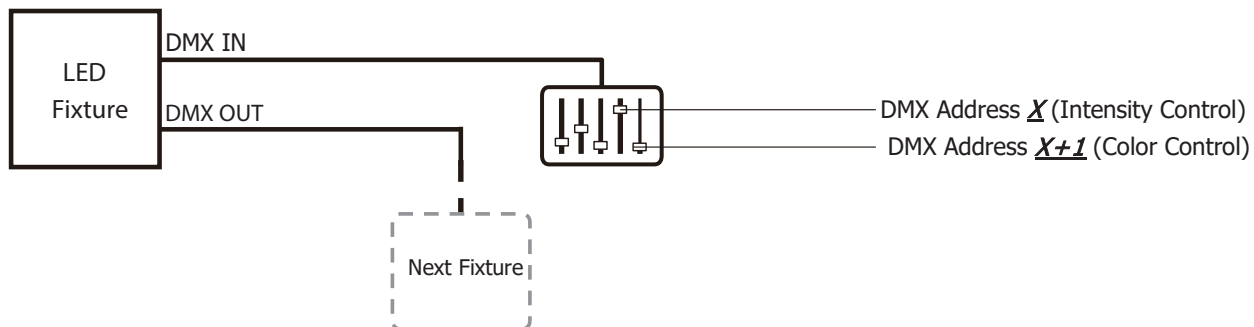 DMX IN
LED
Fixture
DMX OUT
DMX Address X (Intensity Control)
DMX Address X+1 (Color Control)
Next Fixture